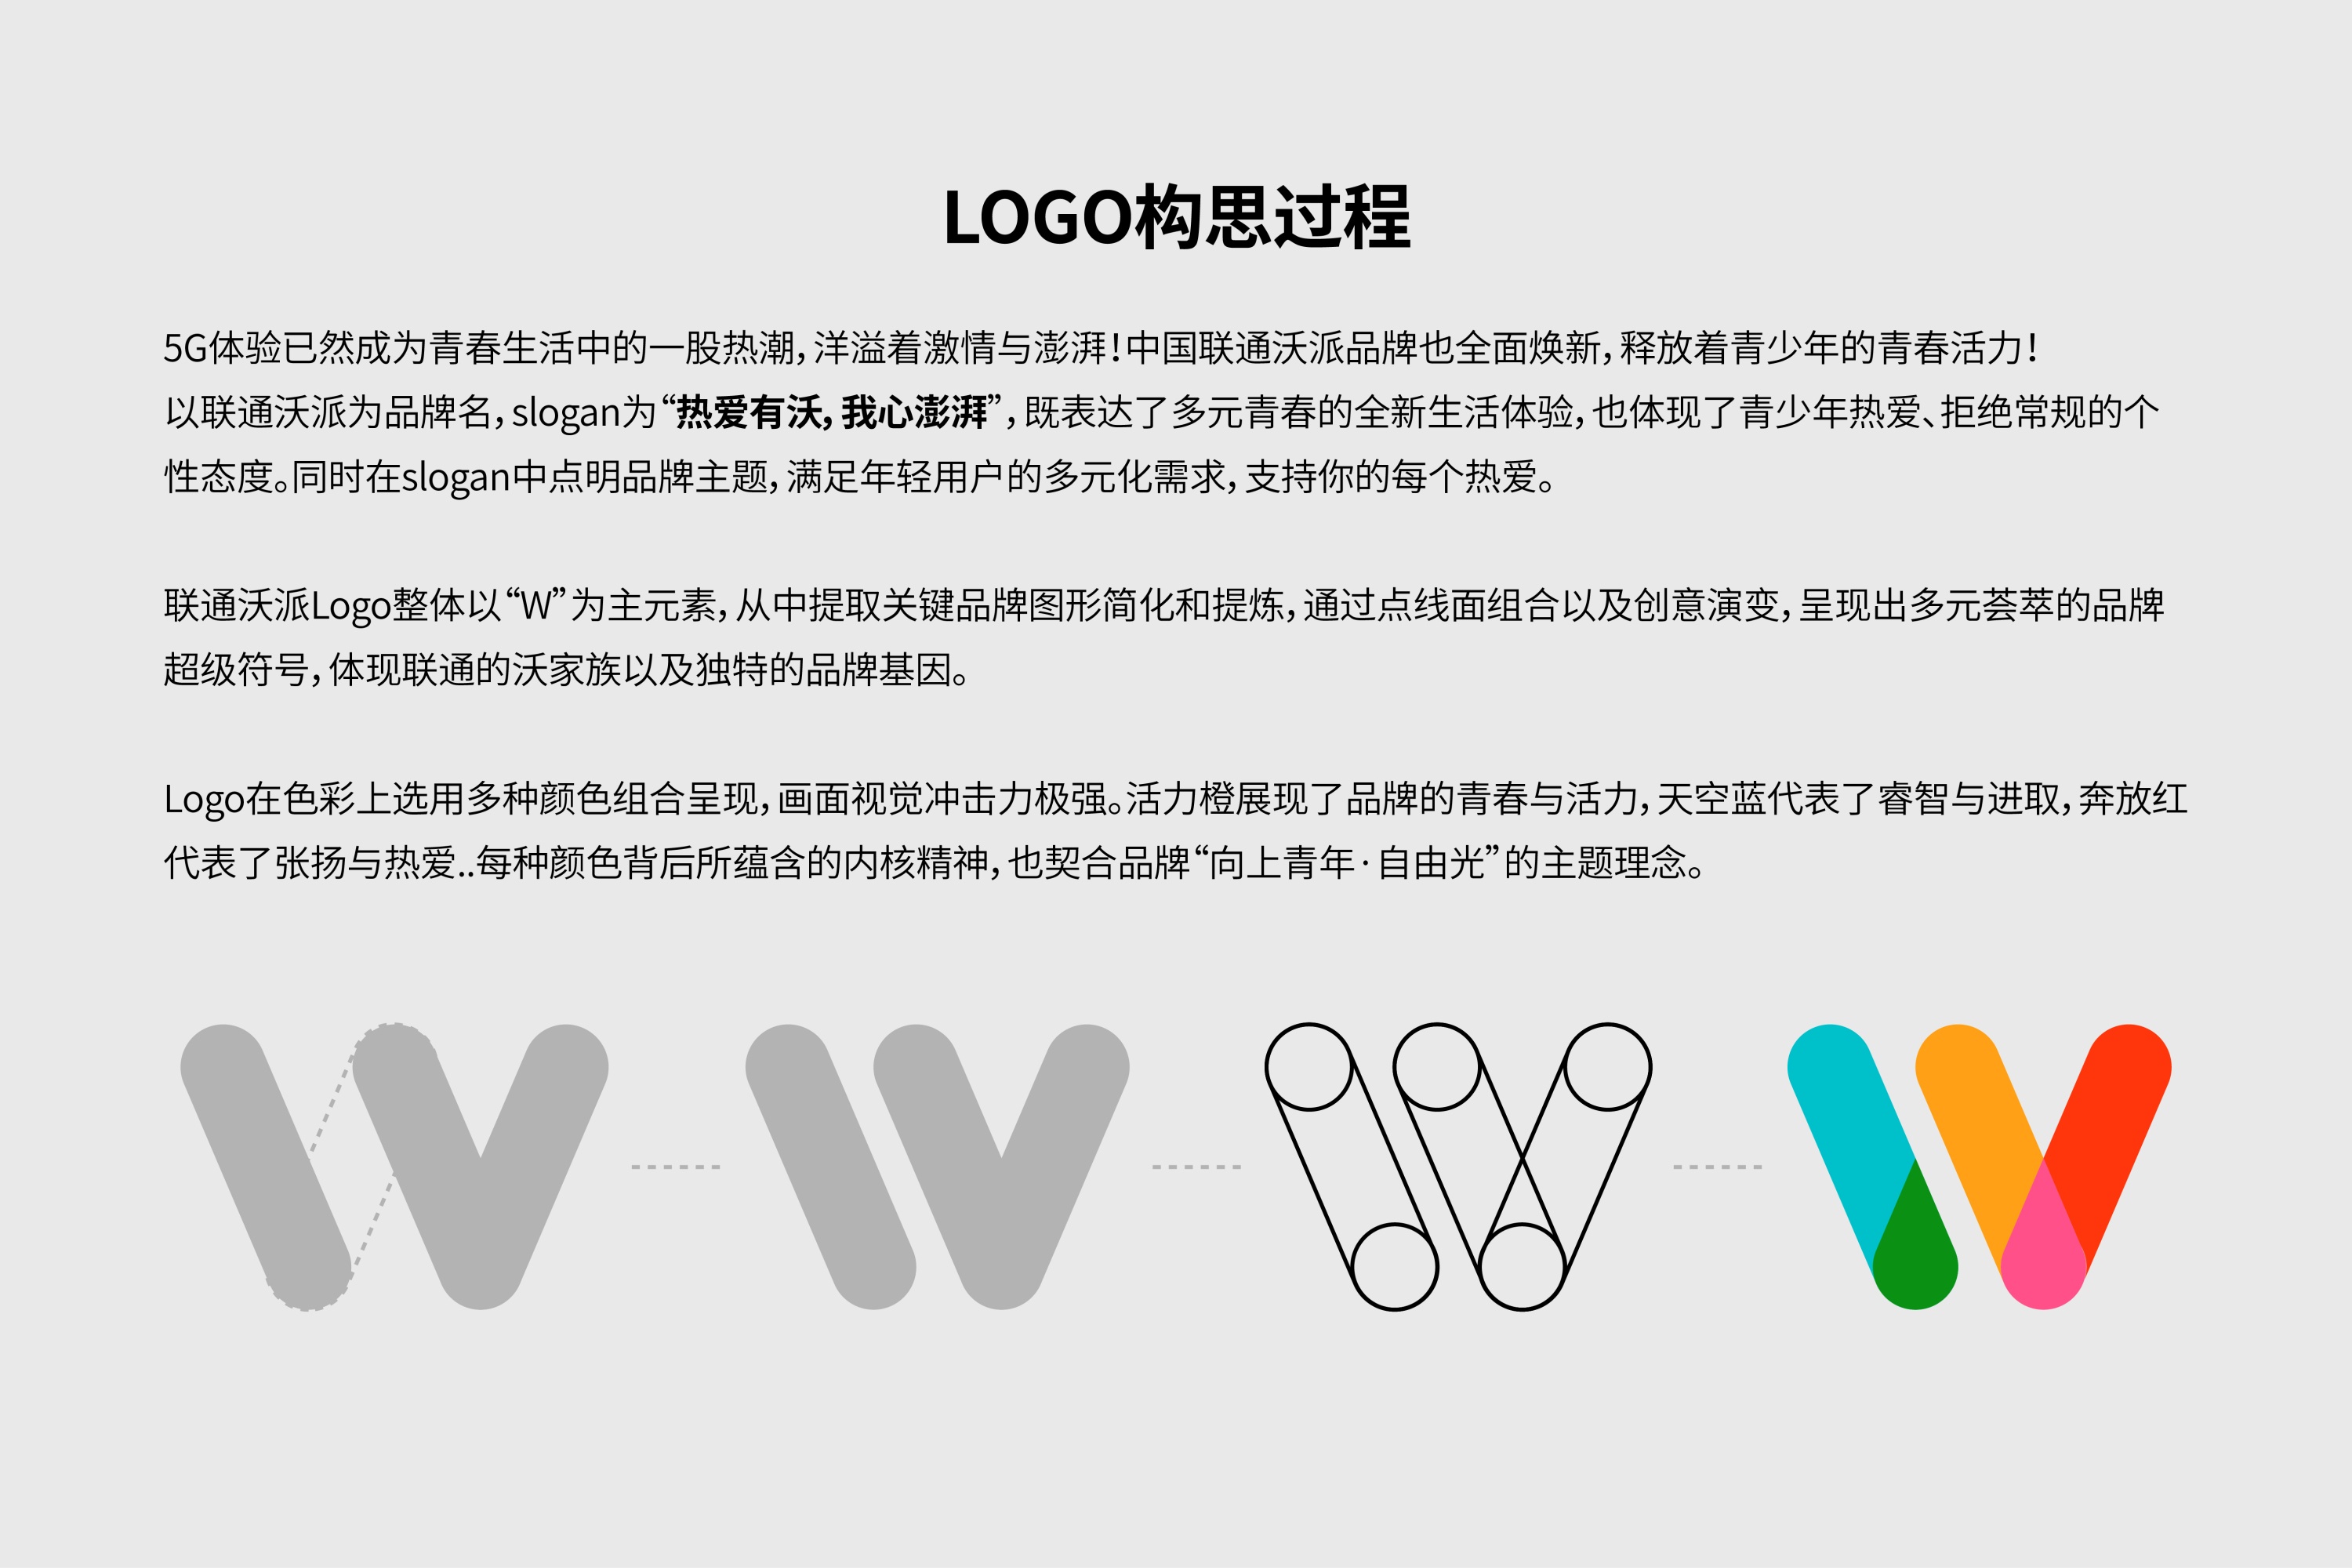 LOGO构思过程
5G体验已然成为青春生活中的一股热潮，洋溢着激情与澎湃！中国联通沃派品牌也全面焕新，释放着青少年的青春活力！
以联通沃派为品牌名，slogan为“热爱有沃，我心澎湃”，既表达了多元青春的全新生活体验，也体现了青少年热爱、拒绝常规的个
性态度。同时在slogan中点明品牌主题，满足年轻用户的多元化需求，支持你的每个热爱。
联通沃派Logo整体以“W”为主元素，从中提取关键品牌图形简化和提炼，通过点线面组合以及创意演变，呈现出多元荟萃的品牌
超级符号，体现联通的沃家族以及独特的品牌基因。
Logo在色彩上选用多种颜色组合呈现，画面视觉冲击力极强。活力橙展现了品牌的青春与活力，天空蓝代表了睿智与进取，奔放红
代表了张扬与热爱..每种颜色背后所蕴含的内核精神，也契合品牌“向上青年·自由光”的主题理念。